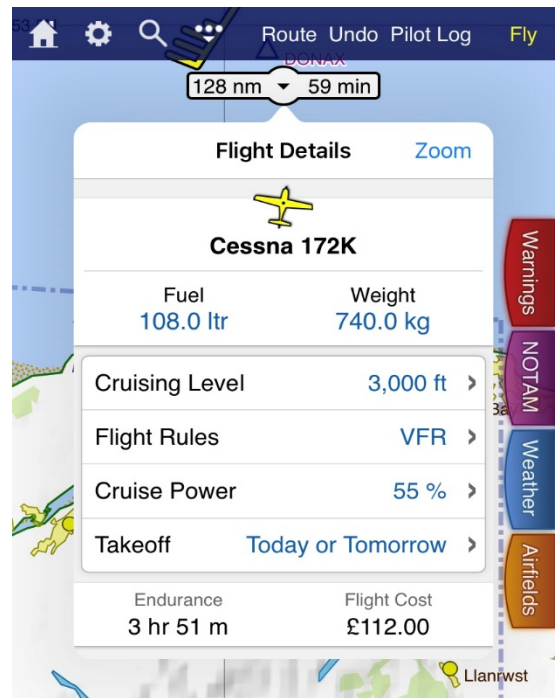 53
Route Undo Pilot Log Fly
DONAX
128 nm 59 min
Flight Details Zoom
Cessna 172K
Fuel Weight
108.0 ltr 740.0 kg
Cruising Level 3,000 ft
Flight Rules VFR
Cruise Power 55 %
Takeoff Today or Tomorrow
Endurance Flight Cost
3 hr 51 m £112.00
Warnings
NOTAM
Weather
Airfields
Llanrwst